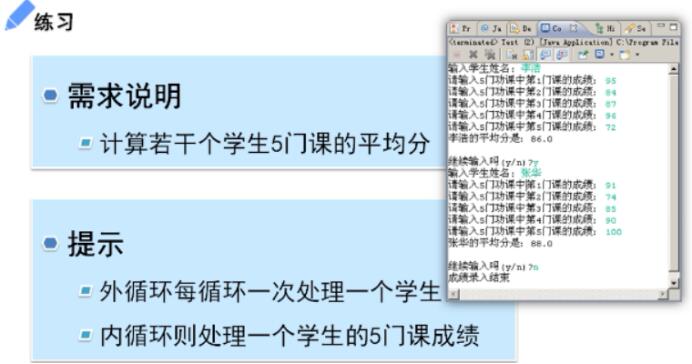 练习
需求说明
计算若干个学生5门课的平均分
提示
外循环每循环一次处理一个学生
内循环则处理一个学生的5门课成绩
Pr Ja De Co Hi Se
<terminated> Test (2) [Java Application] C:\Program File
输入学生姓名：李浩
请输入5门功课中第1门课的成绩： 95
请输入5门功课中第2门课的成绩： 84
请输入5门功课中第3门课的成绩： 87
请输入5门功课中第4门课的成绩： 96
请输入5门功课中第5门课的成绩： 72
李浩的平均分是：86.0
继续输入吗(y/n)?y
输入学生姓名：张华
请输入5门功课中第1门课的成绩： 91
请输入5门功课中第2门课的成绩： 74
请输入5门功课中第3门课的成绩： 85
请输入5门功课中第4门课的成绩： 90
请输入5门功课中第5门课的成绩： 100
张华的平均分是：88.0
继续输入吗(y/n)?n
成绩录入结束